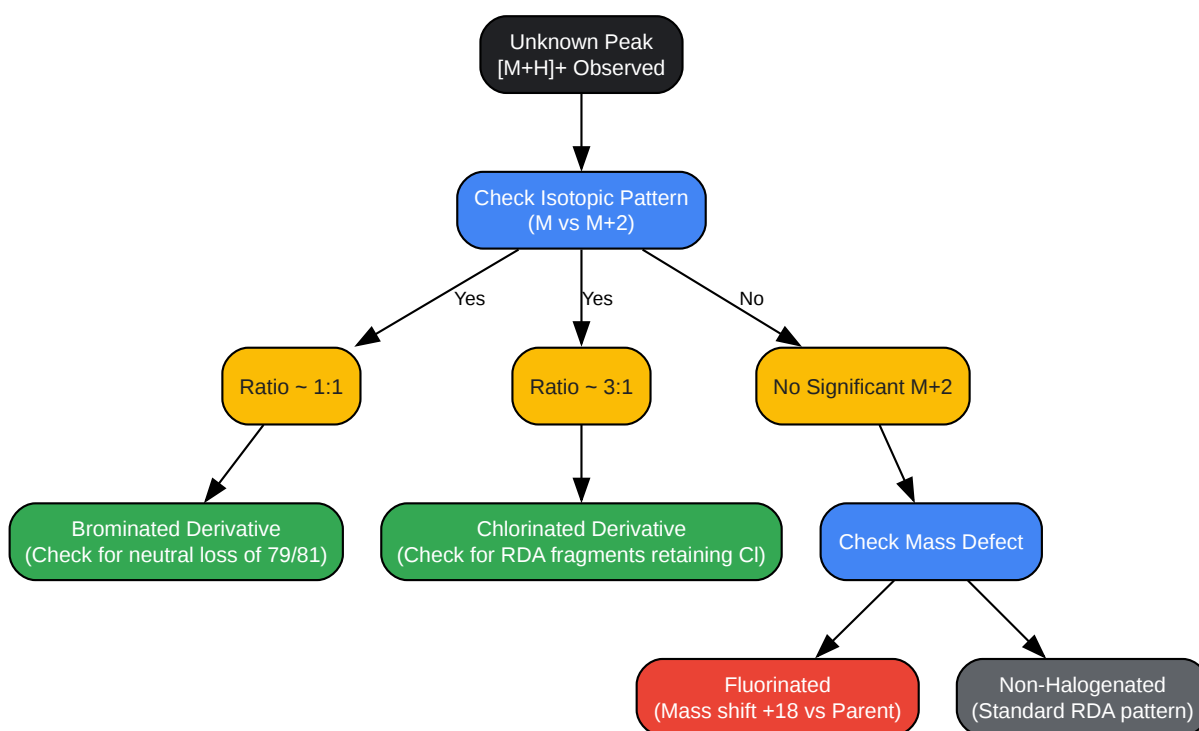 Unknown Peak
[M+H]+ Observed
Check Isotopic Pattern
(M vs M+2)
Yes
Yes
No
Ratio ~ 1:1
Ratio ~ 3:1
No Significant M+2
Brominated Derivative
(Check for neutral loss of 79/81)
Chlorinated Derivative
(Check for RDA fragments retaining Cl)
Check Mass Defect
Fluorinated
(Mass shift +18 vs Parent)
Non-Halogenated
(Standard RDA pattern)